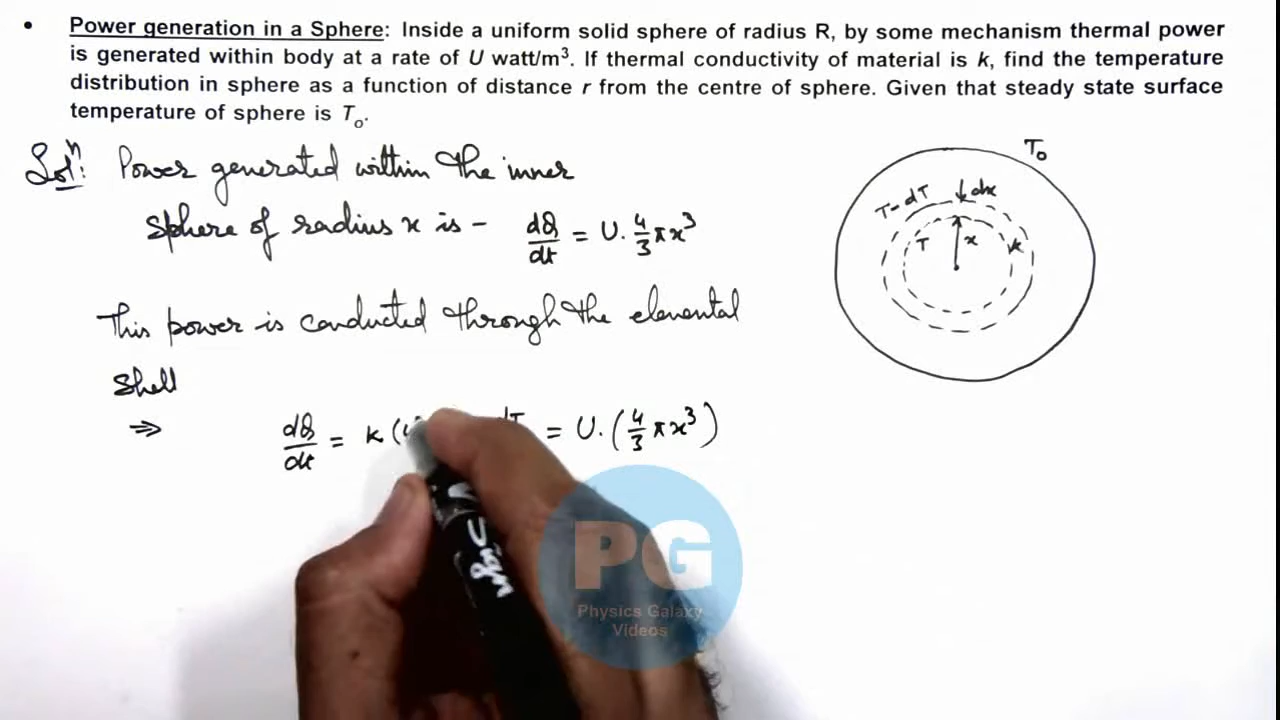 • Power generation in a Sphere: Inside a uniform solid sphere of radius R, by some mechanism thermal power
is generated within body at a rate of U watt/m³. If thermal conductivity of material is k, find the temperature
distribution in sphere as a function of distance r from the centre of sphere. Given that steady state surface
temperature of sphere is T₀.
Solⁿ: Power generated within the inner
sphere of radius x is – dQ/dt = U. 4/3 πx³
This power is conducted through the elemental
shell
⇒ dQ/dt = k (4 dT = U. (4/3 πx³)
T₀
T-dT dx
T x k
PG
Physics Galaxy
Videos